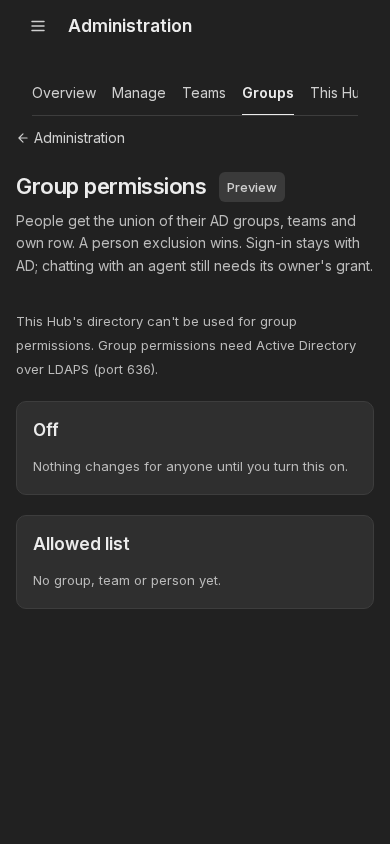 Administration
Overview Manage Teams Groups This Hu
Administration
Group permissions Preview
People get the union of their AD groups, teams and
own row. A person exclusion wins. Sign-in stays with
AD; chatting with an agent still needs its owner's grant.
This Hub's directory can't be used for group
permissions. Group permissions need Active Directory
over LDAPS (port 636).
Off
Nothing changes for anyone until you turn this on.
Allowed list
No group, team or person yet.